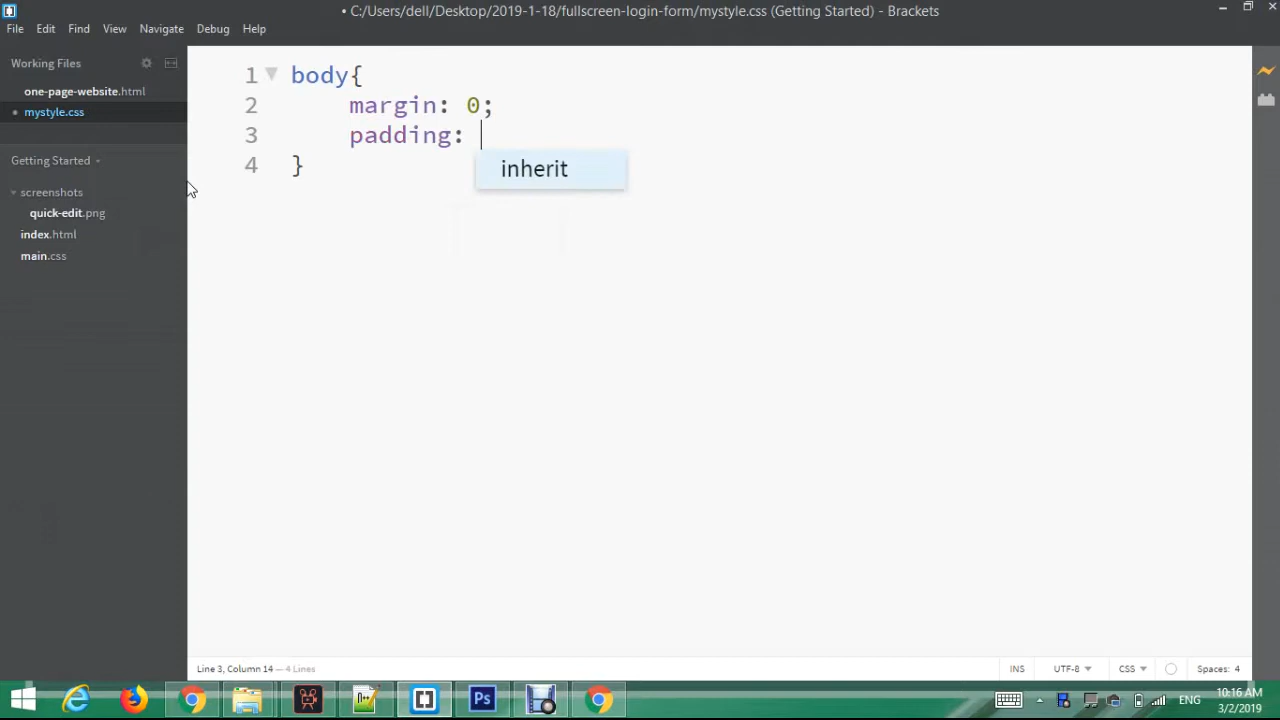 • C:/Users/dell/Desktop/2019-1-18/fullscreen-login-form/mystyle.css (Getting Started) - Brackets
File Edit Find View Navigate Debug Help
Working Files
one-page-website.html
• mystyle.css
Getting Started
screenshots
quick-edit.png
index.html
main.css
1 body{
2 margin: 0;
3 padding:
inherit
4 }
Line 3, Column 14 — 4 Lines
INS UTF-8 CSS Spaces: 4
Ps
ENG
10:16 AM
3/2/2019